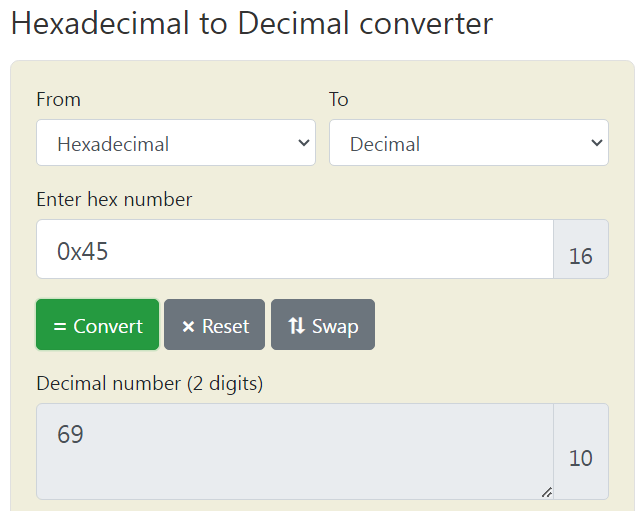 Hexadecimal to Decimal converter
From To
Hexadecimal Decimal
Enter hex number
0x45 16
= Convert × Reset ⇅ Swap
Decimal number (2 digits)
69 10